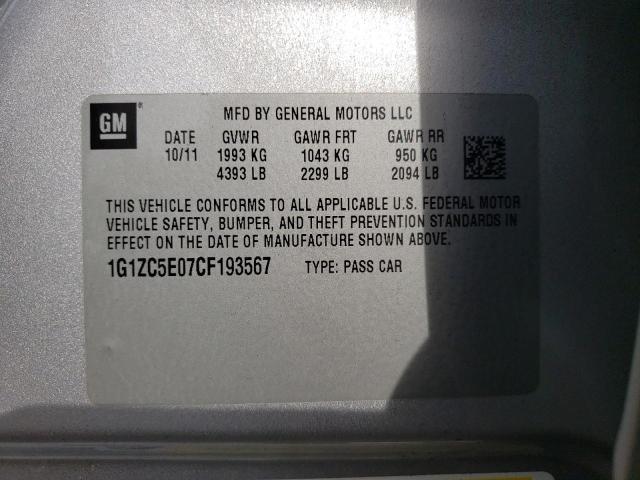 GM
MFD BY GENERAL MOTORS LLC
DATE GVWR GAWR FRT GAWR RR
10/11 1993 KG 1043 KG 950 KG
4393 LB 2299 LB 2094 LB
THIS VEHICLE CONFORMS TO ALL APPLICABLE U.S. FEDERAL MOTOR
VEHICLE SAFETY, BUMPER, AND THEFT PREVENTION STANDARDS IN
EFFECT ON THE DATE OF MANUFACTURE SHOWN ABOVE.
1G1ZC5E07CF193567 TYPE: PASS CAR